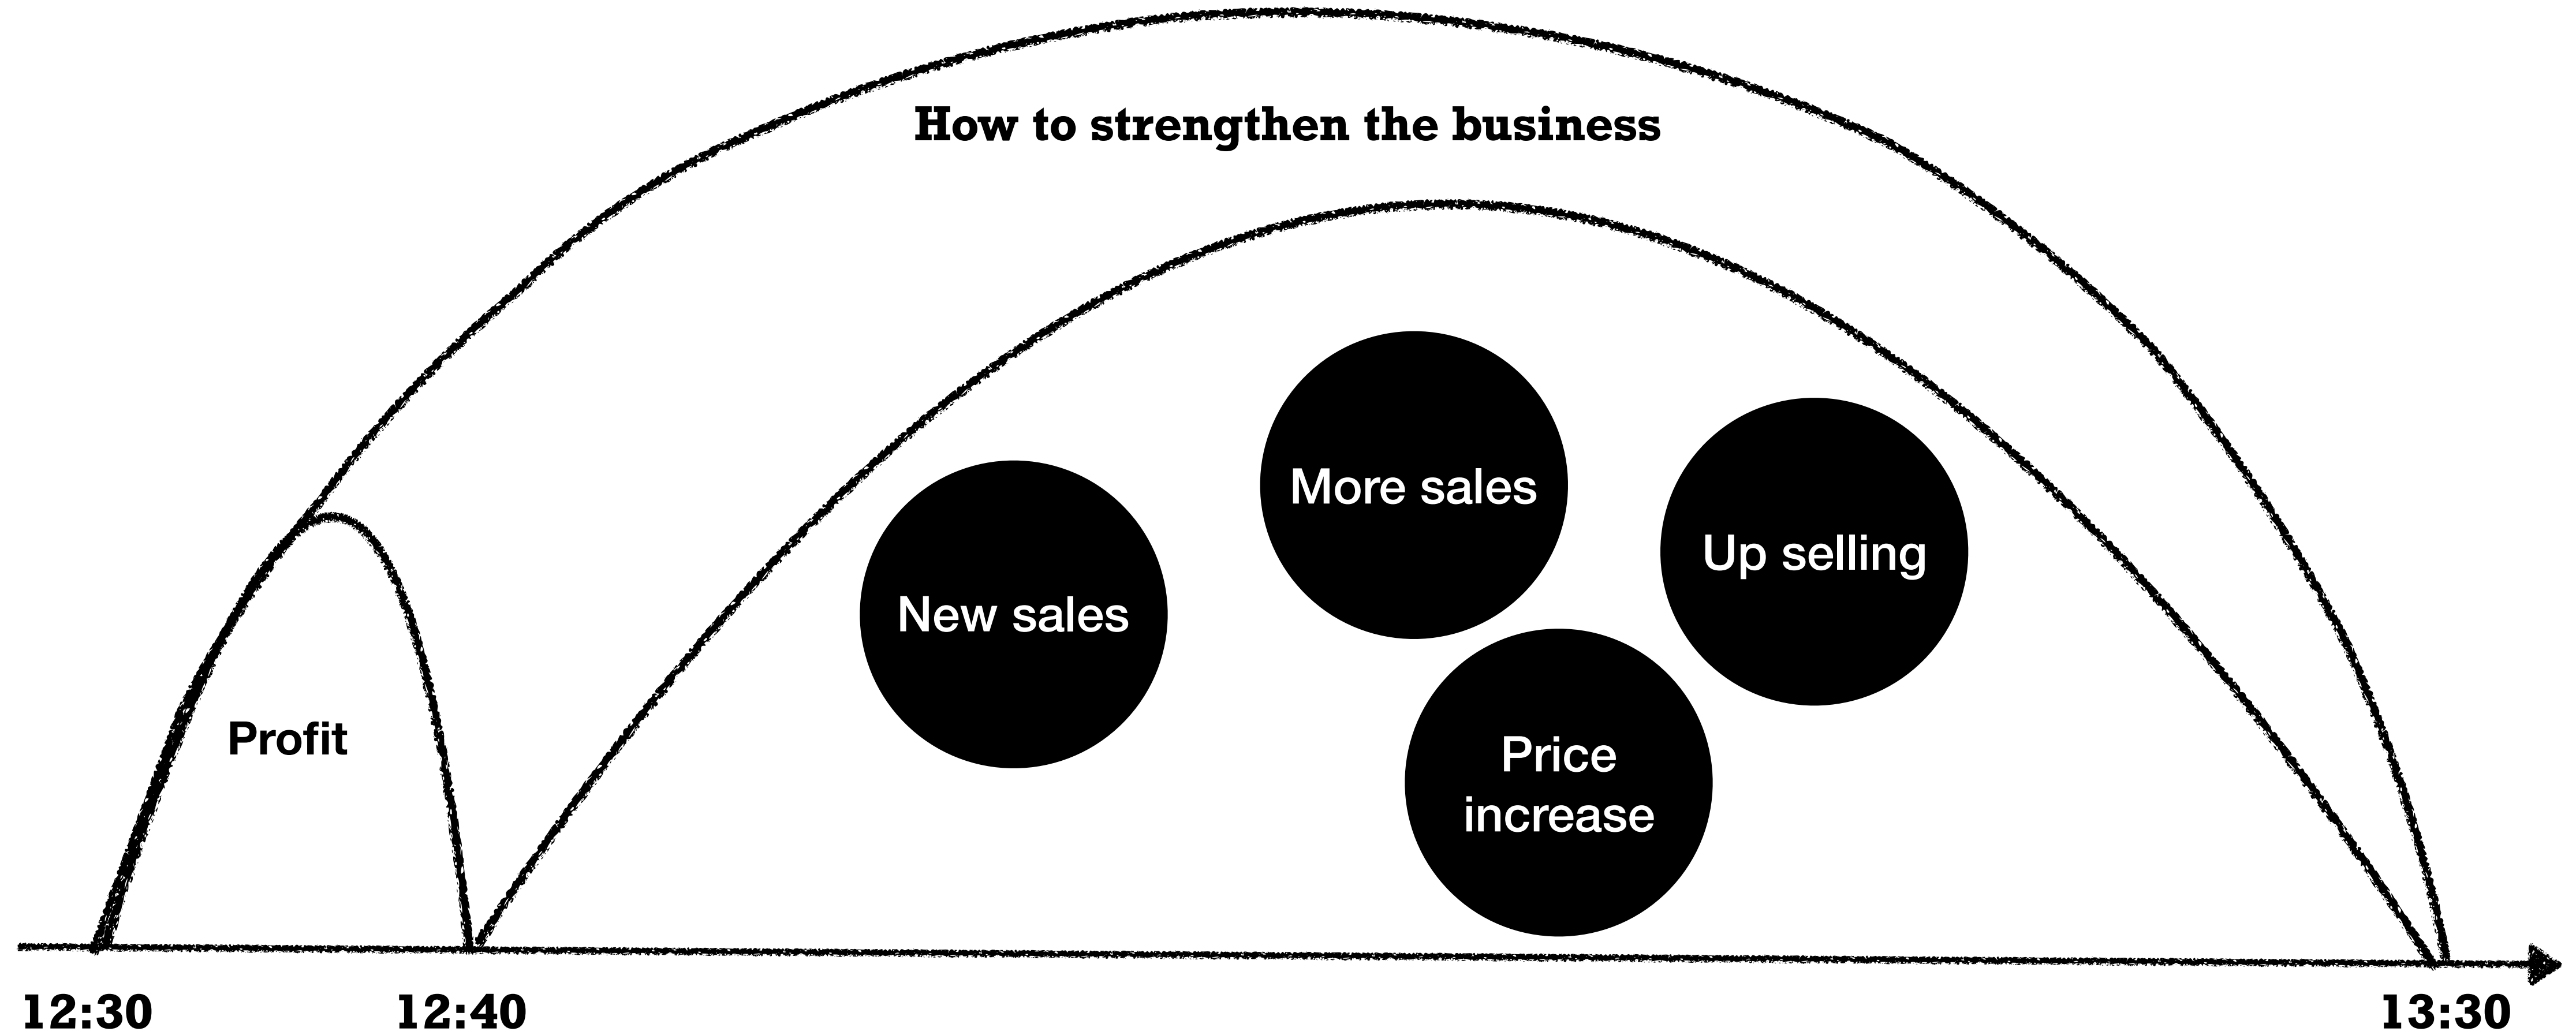 How to strengthen the business
More sales
Up selling
New sales
Profit
Price
increase
12:30
12:40
13:30